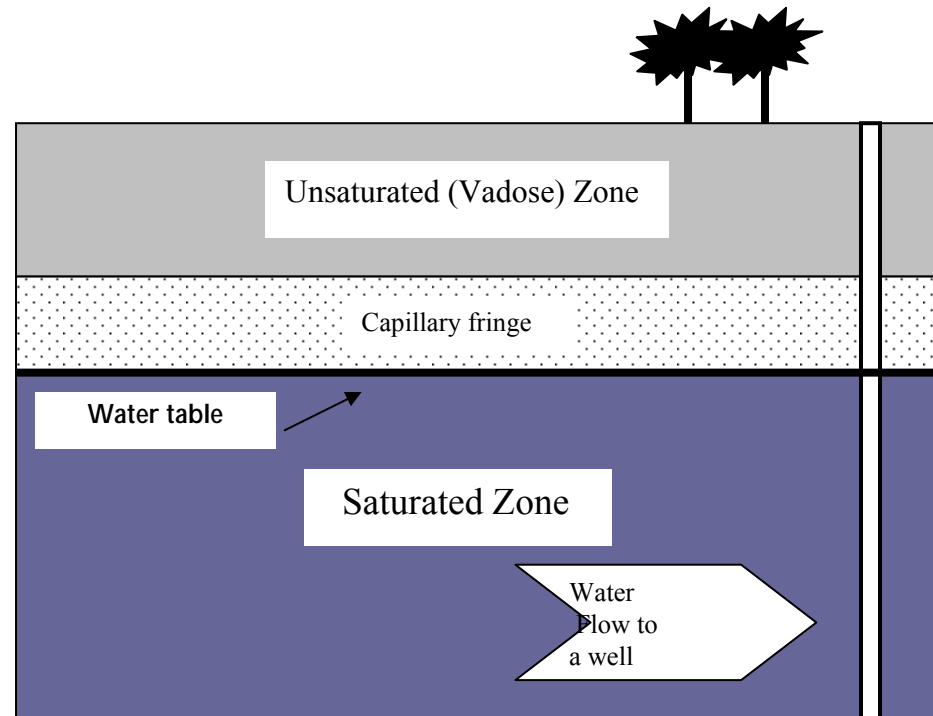 Unsaturated (Vadose) Zone
Capillary fringe
Water table
Saturated Zone
Water
Flow to
a well